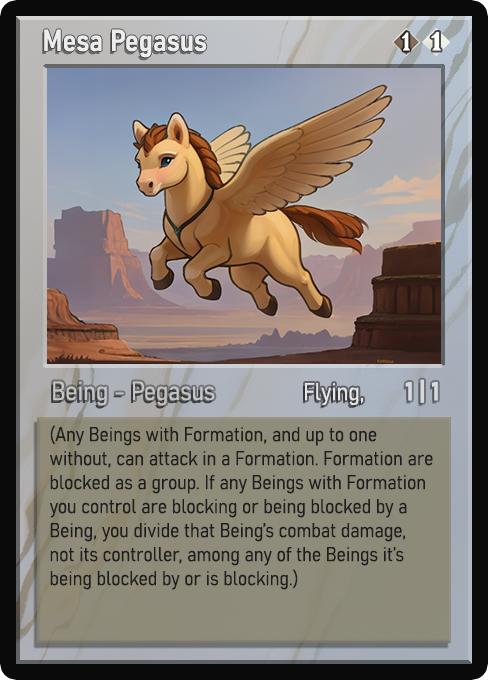 Mesa Pegasus 1 1
Being - Pegasus Flying, 1|1
(Any Beings with Formation, and up to one
without, can attack in a Formation. Formation are
blocked as a group. If any Beings with Formation
you control are blocking or being blocked by a
Being, you divide that Being's combat damage,
not its controller, among any of the Beings it's
being blocked by or is blocking.)